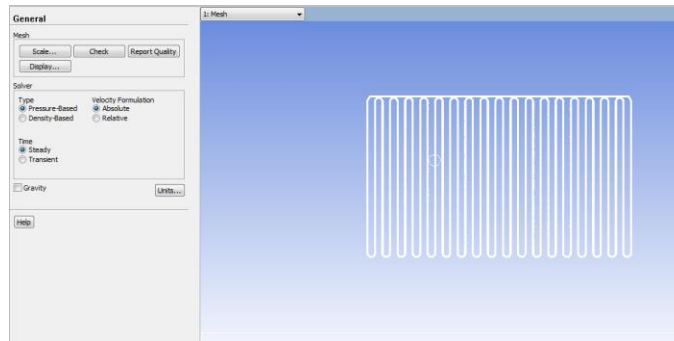 General
1: Mesh
Mesh
Scale... Check Report Quality
Display...
Solver
Type Velocity Formulation
Pressure-Based Absolute
Density-Based Relative
Time
Steady
Transient
Gravity Units...
Help